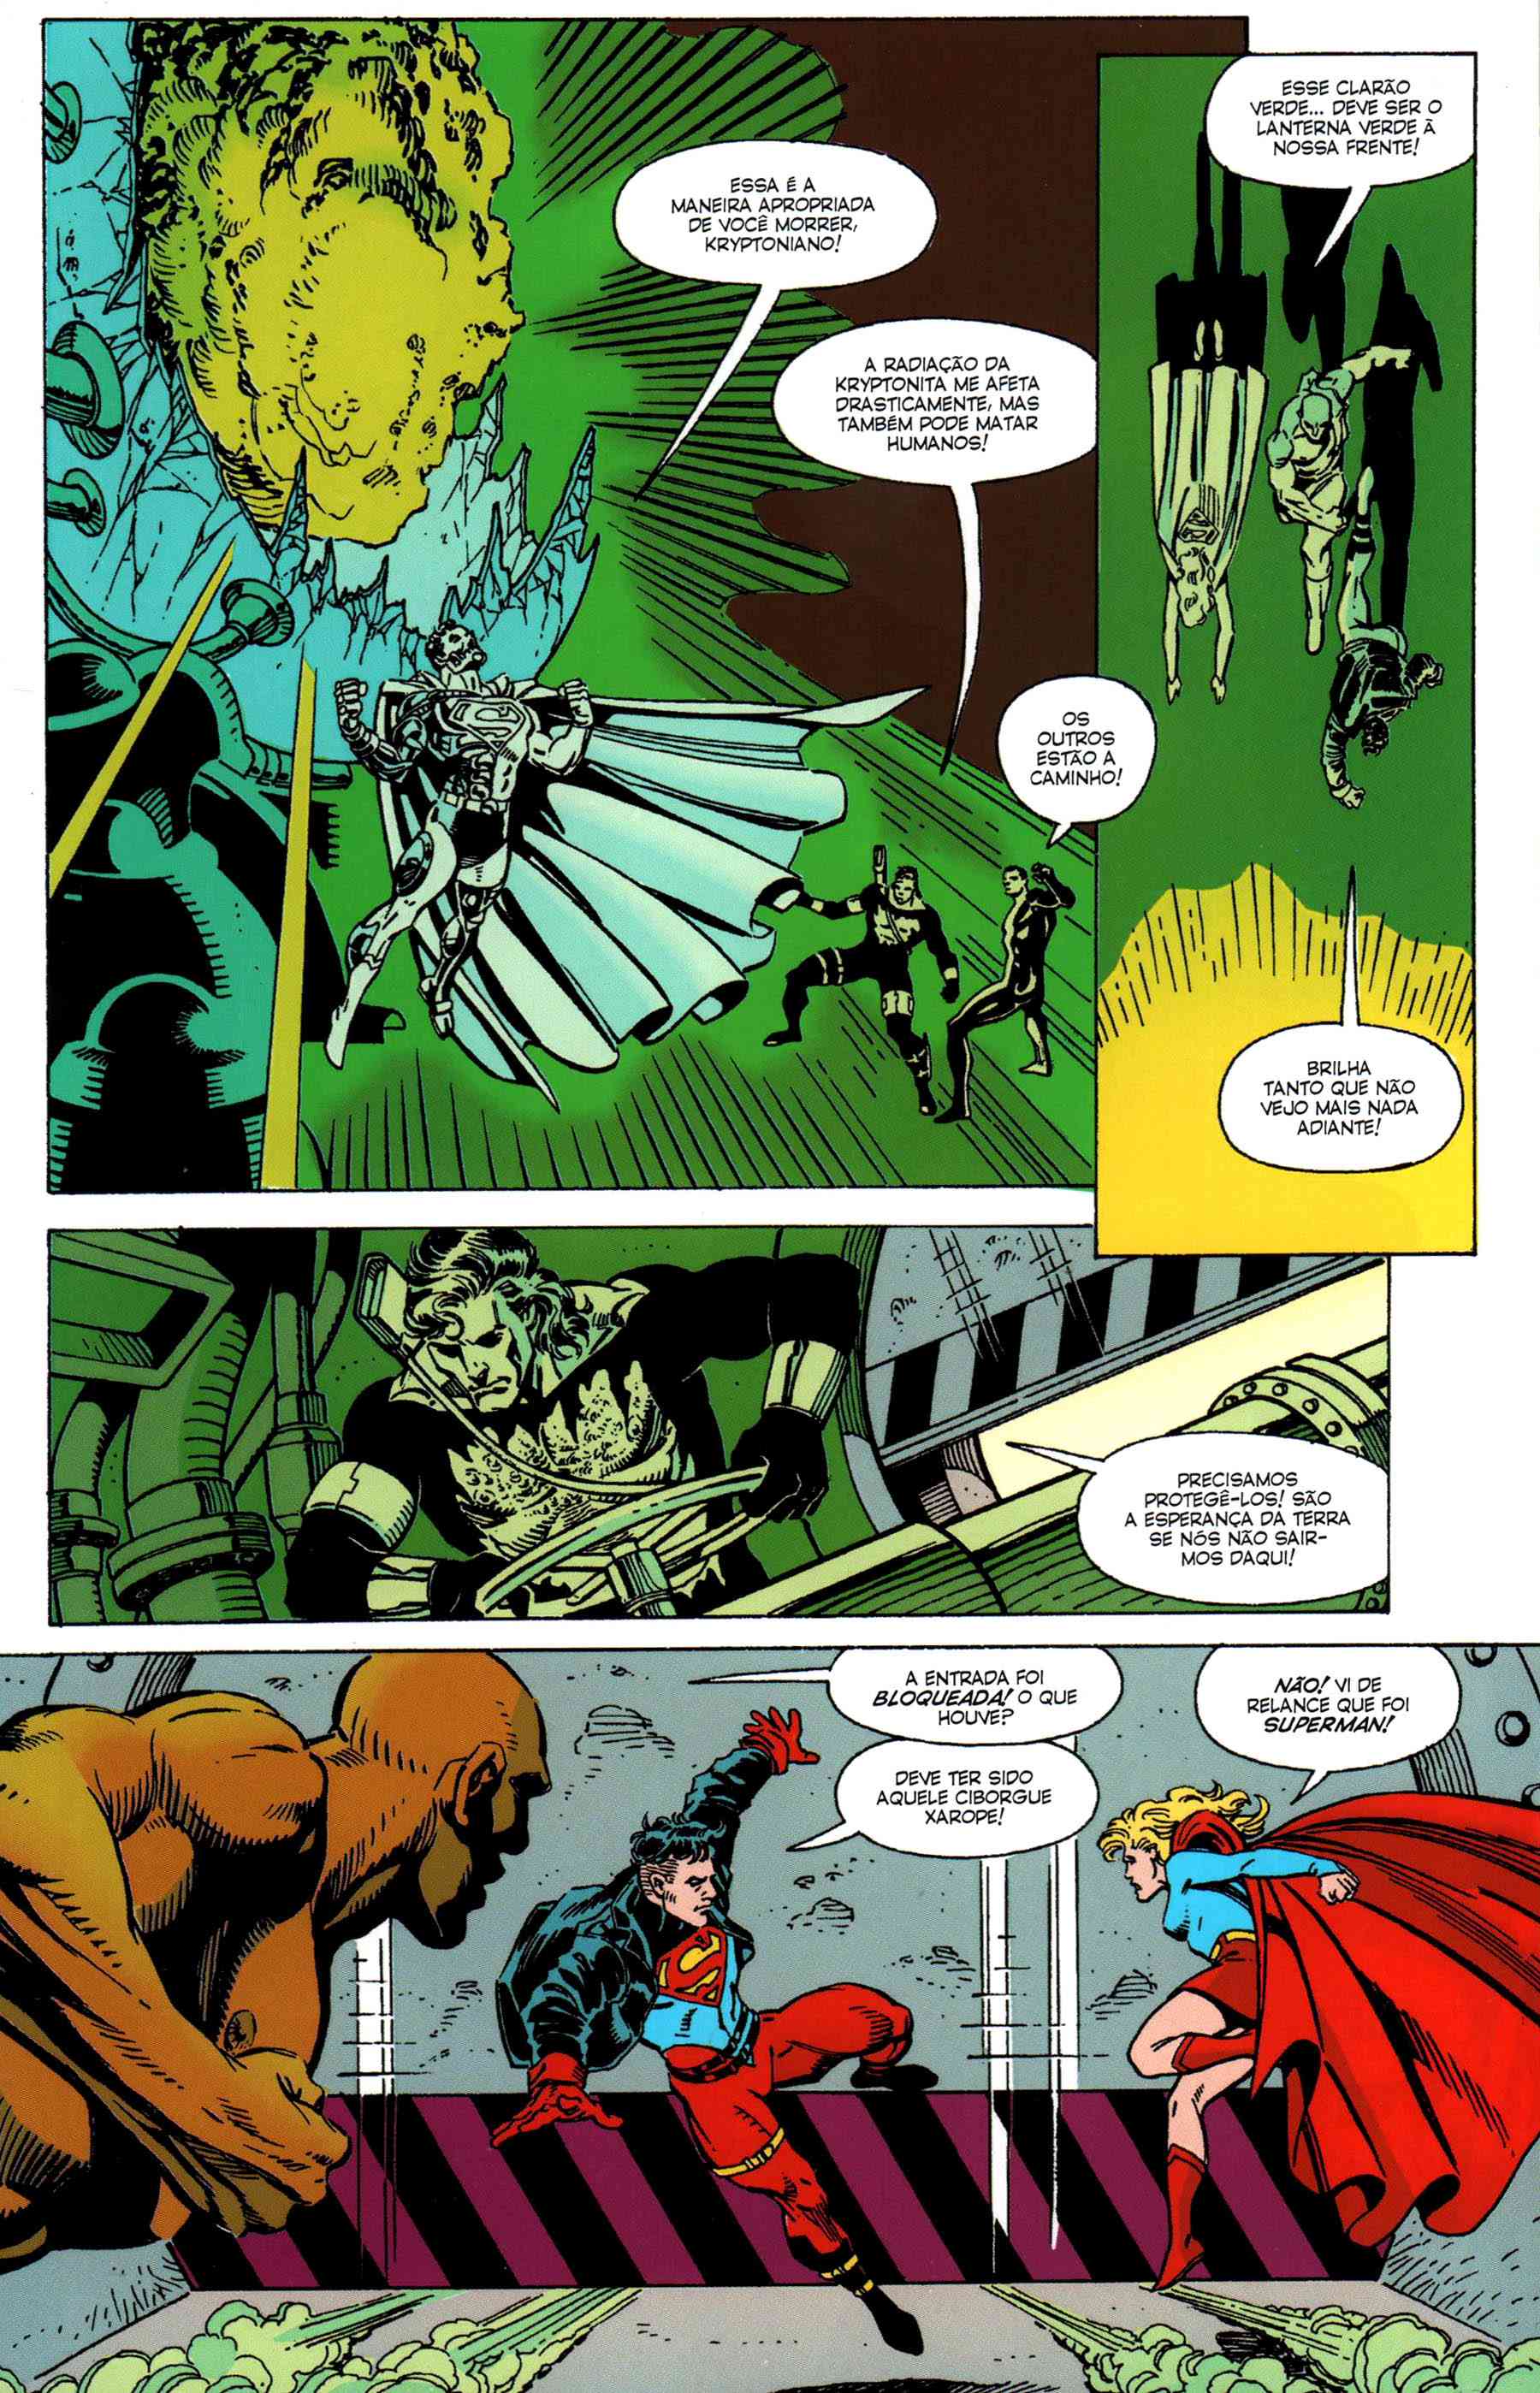 ESSA É A
MANEIRA APROPRIADA
DE VOCÊ MORRER,
KRYPTONIANO!
A RADIAÇÃO DA
KRYPTONITA ME AFETA
DRASTICAMENTE, MAS
TAMBÉM PODE MATAR
HUMANOS!
OS
OUTROS
ESTÃO A
CAMINHO!
ESSE CLARÃO
VERDE... DEVE SER O
LANTERNA VERDE À
NOSSA FRENTE!
BRILHA
TANTO QUE NÃO
VEJO MAIS NADA
ADIANTE!
PRECISAMOS
PROTEGÊ-LOS! SÃO
A ESPERANÇA DA TERRA
SE NÓS NÃO SAIR-
MOS DAQUI!
A ENTRADA FOI
BLOQUEADA! O QUE
HOUVE?
DEVE TER SIDO
AQUELE CIBORGUE
XAROPE!
NÃO! VI DE
RELANCE QUE FOI
SUPERMAN!